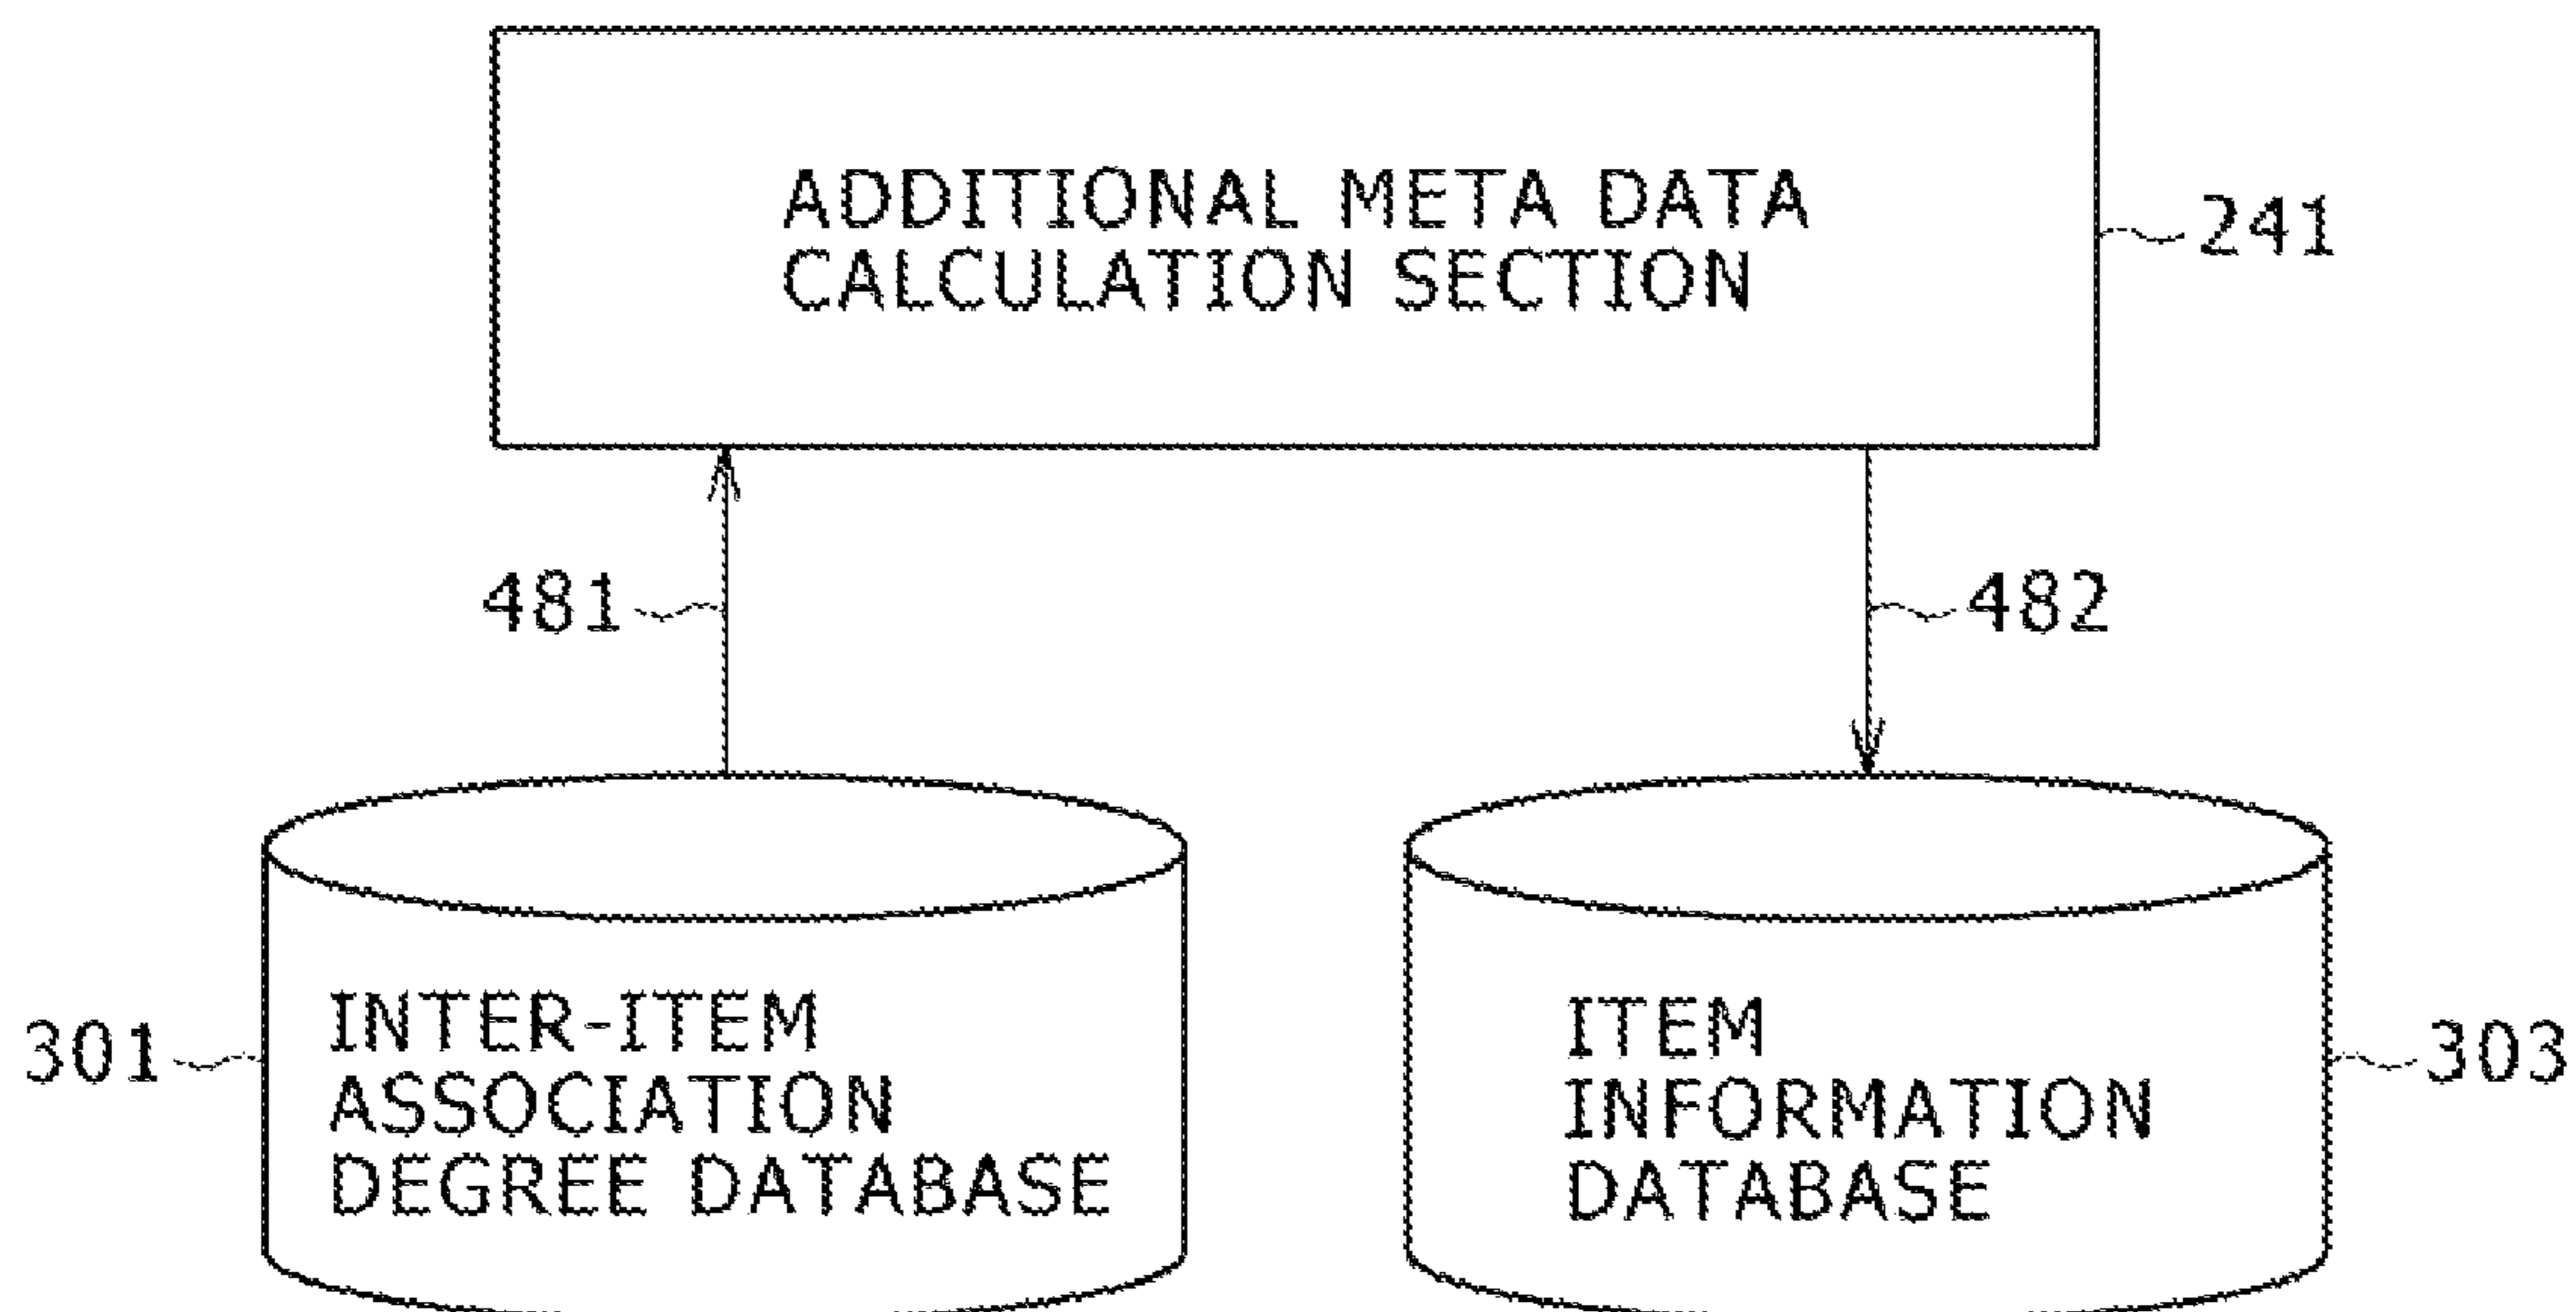 ADDITIONAL META DATA
CALCULATION SECTION
241
481
482
301
INTER-ITEM
ASSOCIATION
DEGREE DATABASE
ITEM
INFORMATION
DATABASE
303